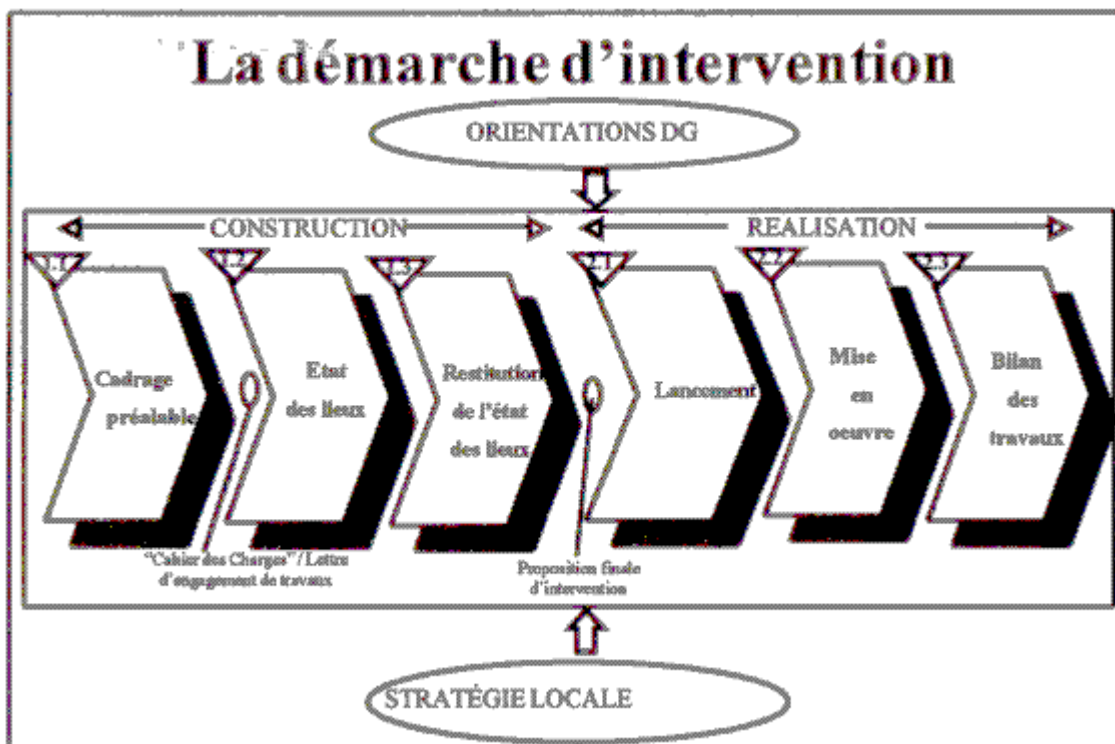 La démarche d'intervention
ORIENTATIONS DG
CONSTRUCTION
REALISATION
1.1
1.2
1.3
2.1
2.2
2.3
Cadrage
préalable
Etat
des lieux
Restitution
de l'état
des lieux
Lancement
Mise
en
oeuvre
Bilan
des
travaux
"Cahier des Charges" / Lettre
d'engagement de travaux
Proposition finale
d'intervention
STRATÉGIE LOCALE